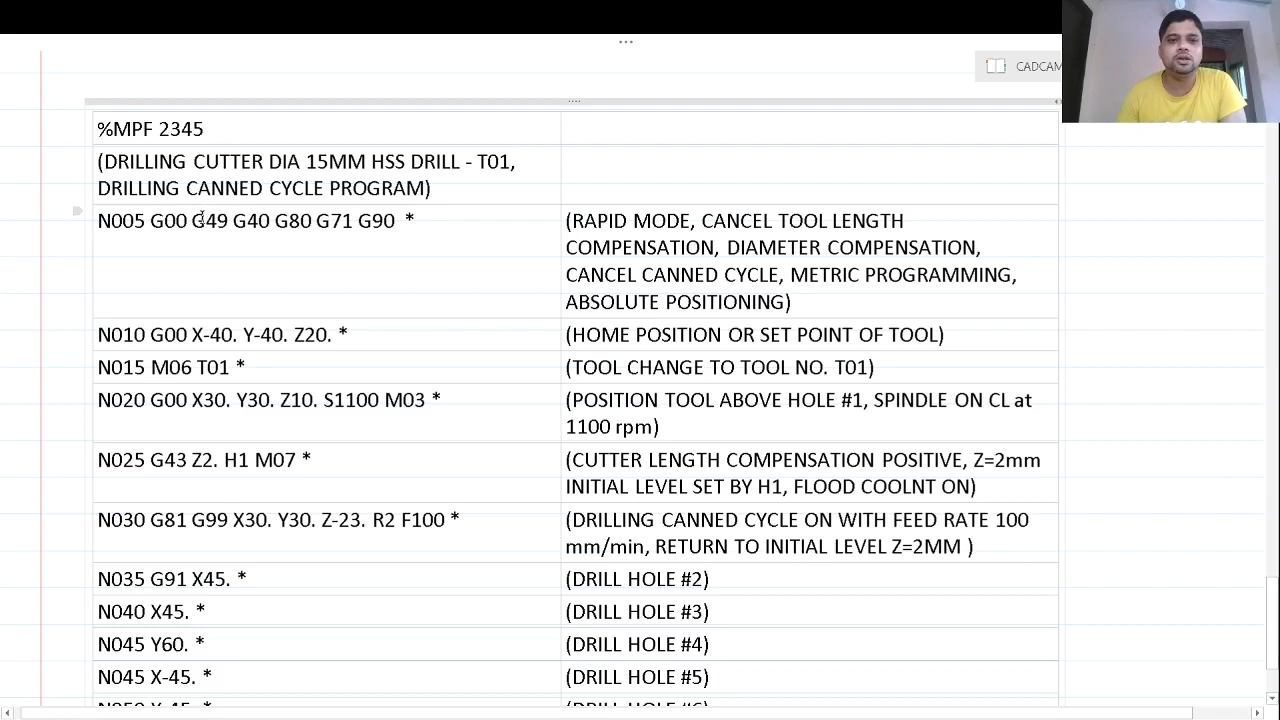 CADCAM
%MPF 2345
(DRILLING CUTTER DIA 15MM HSS DRILL - T01,
DRILLING CANNED CYCLE PROGRAM)
N005 G00 G49 G40 G80 G71 G90 *
(RAPID MODE, CANCEL TOOL LENGTH
COMPENSATION, DIAMETER COMPENSATION,
CANCEL CANNED CYCLE, METRIC PROGRAMMING,
ABSOLUTE POSITIONING)
N010 G00 X-40. Y-40. Z20. *
(HOME POSITION OR SET POINT OF TOOL)
N015 M06 T01 *
(TOOL CHANGE TO TOOL NO. T01)
N020 G00 X30. Y30. Z10. S1100 M03 *
(POSITION TOOL ABOVE HOLE #1, SPINDLE ON CL at
1100 rpm)
N025 G43 Z2. H1 M07 *
(CUTTER LENGTH COMPENSATION POSITIVE, Z=2mm
INITIAL LEVEL SET BY H1, FLOOD COOLNT ON)
N030 G81 G99 X30. Y30. Z-23. R2 F100 *
(DRILLING CANNED CYCLE ON WITH FEED RATE 100
mm/min, RETURN TO INITIAL LEVEL Z=2MM )
N035 G91 X45. *
(DRILL HOLE #2)
N040 X45. *
(DRILL HOLE #3)
N045 Y60. *
(DRILL HOLE #4)
N045 X-45. *
(DRILL HOLE #5)